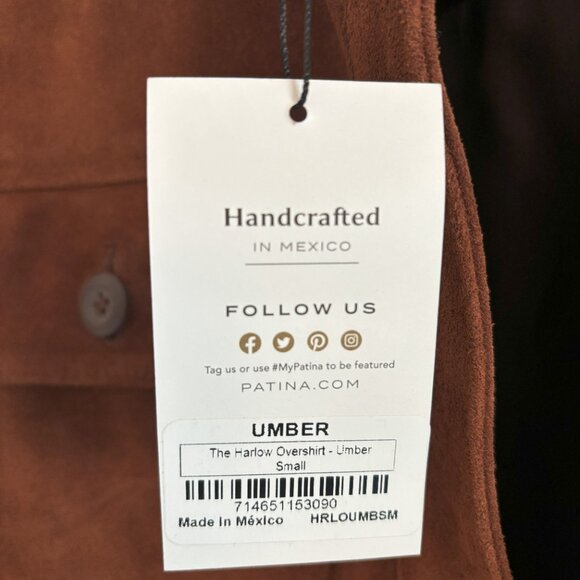 Handcrafted
IN MEXICO
FOLLOW US
Tag us or use #MyPatina to be featured
PATINA.COM
UMBER
The Harlow Overshirt - Umber
Small
714651153090
Made in México HRLOUMBSM